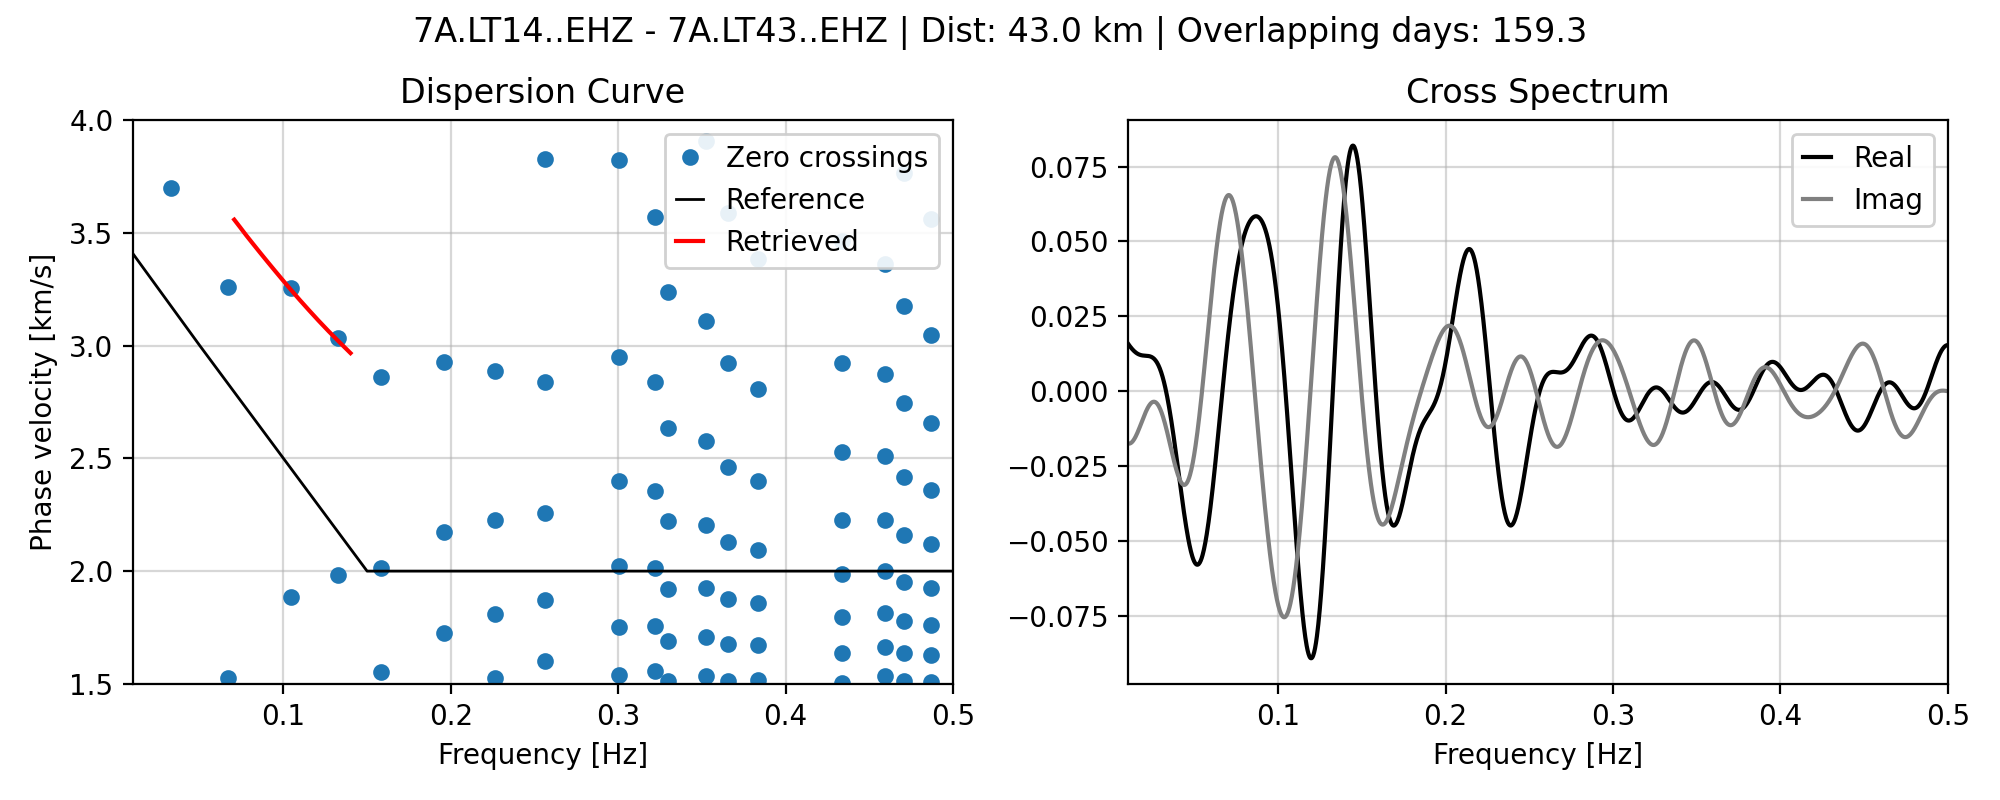 7A.LT14..EHZ - 7A.LT43..EHZ | Dist: 43.0 km | Overlapping days: 159.3
Dispersion Curve
4.0
3.5
3.0
2.5
2.0
1.5
Phase velocity [km/s]
0.1 0.2 0.3 0.4 0.5
Frequency [Hz]
Zero crossings
Reference
Retrieved
Cross Spectrum
0.075
0.050
0.025
0.000
−0.025
−0.050
−0.075
0.1 0.2 0.3 0.4 0.5
Frequency [Hz]
Real
Imag